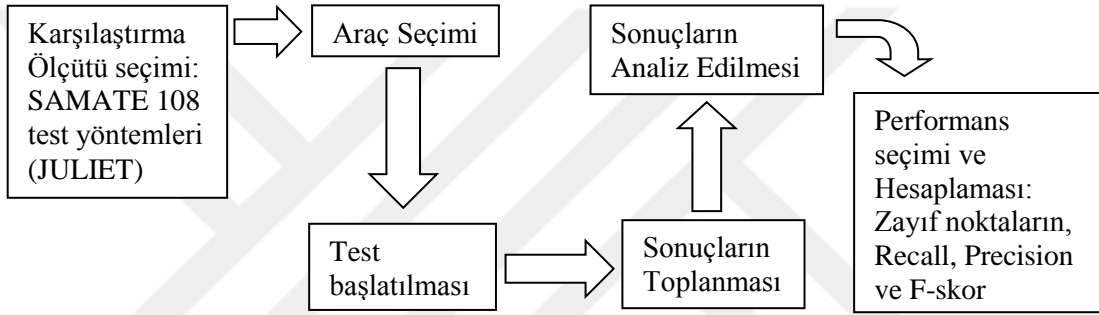 Karşılaştırma
Ölçütü seçimi:
SAMATE 108
test yöntemleri
(JULIET)
Araç Seçimi
Test
başlatılması
Sonuçların
Toplanması
Sonuçların
Analiz Edilmesi
Performans
seçimi ve
Hesaplaması:
Zayıf noktaların,
Recall, Precision
ve F-skor